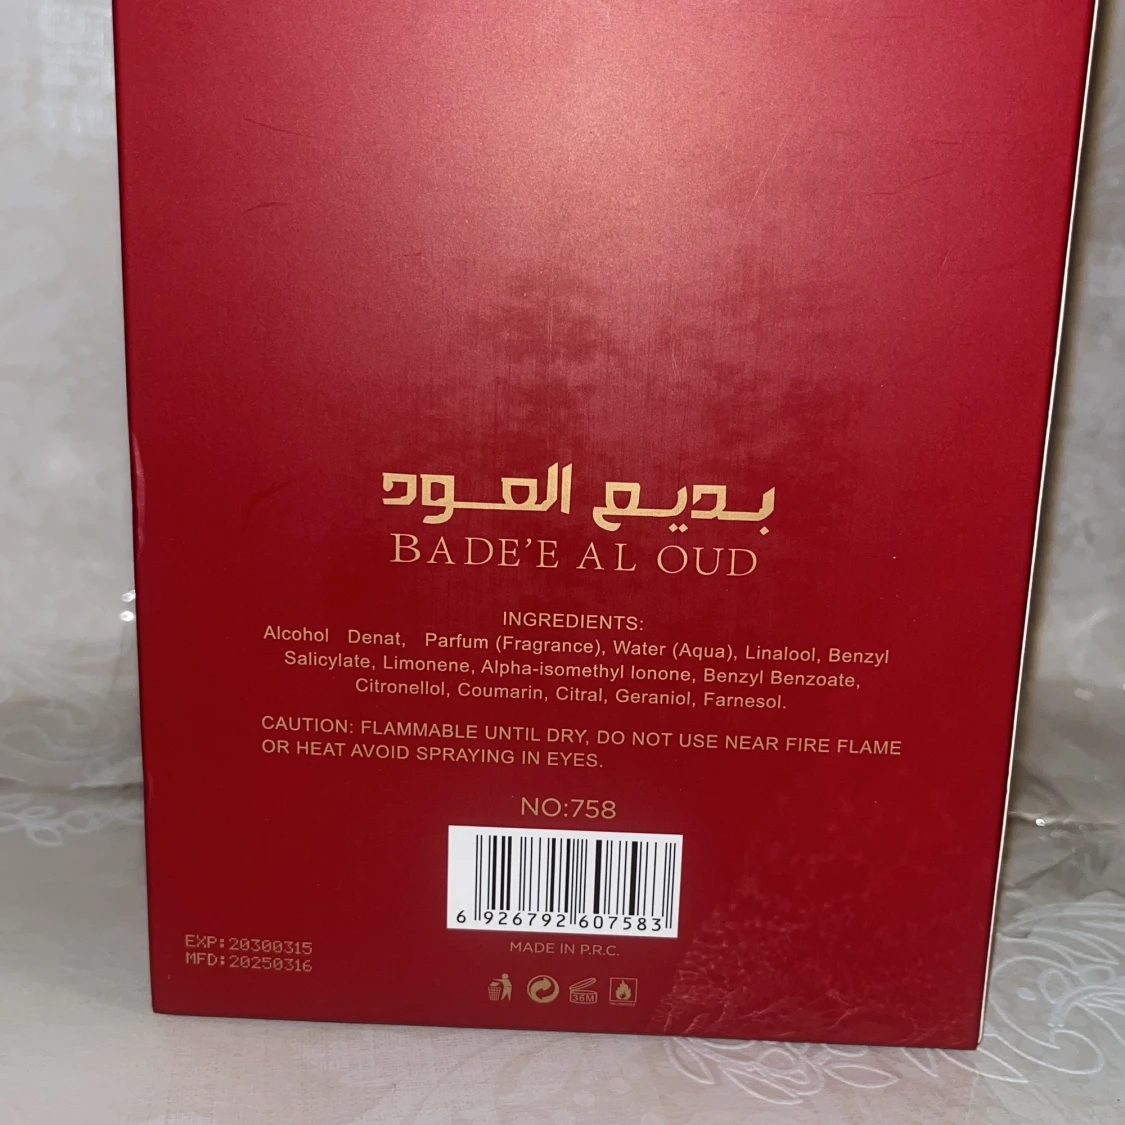 بديع العود
BADE'E AL OUD
INGREDIENTS:
Alcohol Denat, Parfum (Fragrance), Water (Aqua), Linalool, Benzyl
Salicylate, Limonene, Alpha-isomethyl Ionone, Benzyl Benzoate,
Citronellol, Coumarin, Citral, Geraniol, Farnesol.
CAUTION: FLAMMABLE UNTIL DRY, DO NOT USE NEAR FIRE FLAME
OR HEAT AVOID SPRAYING IN EYES.
NO:758
6 926792 607583
MADE IN P.R.C.
EXP:20300315
MFD:20250316
36M